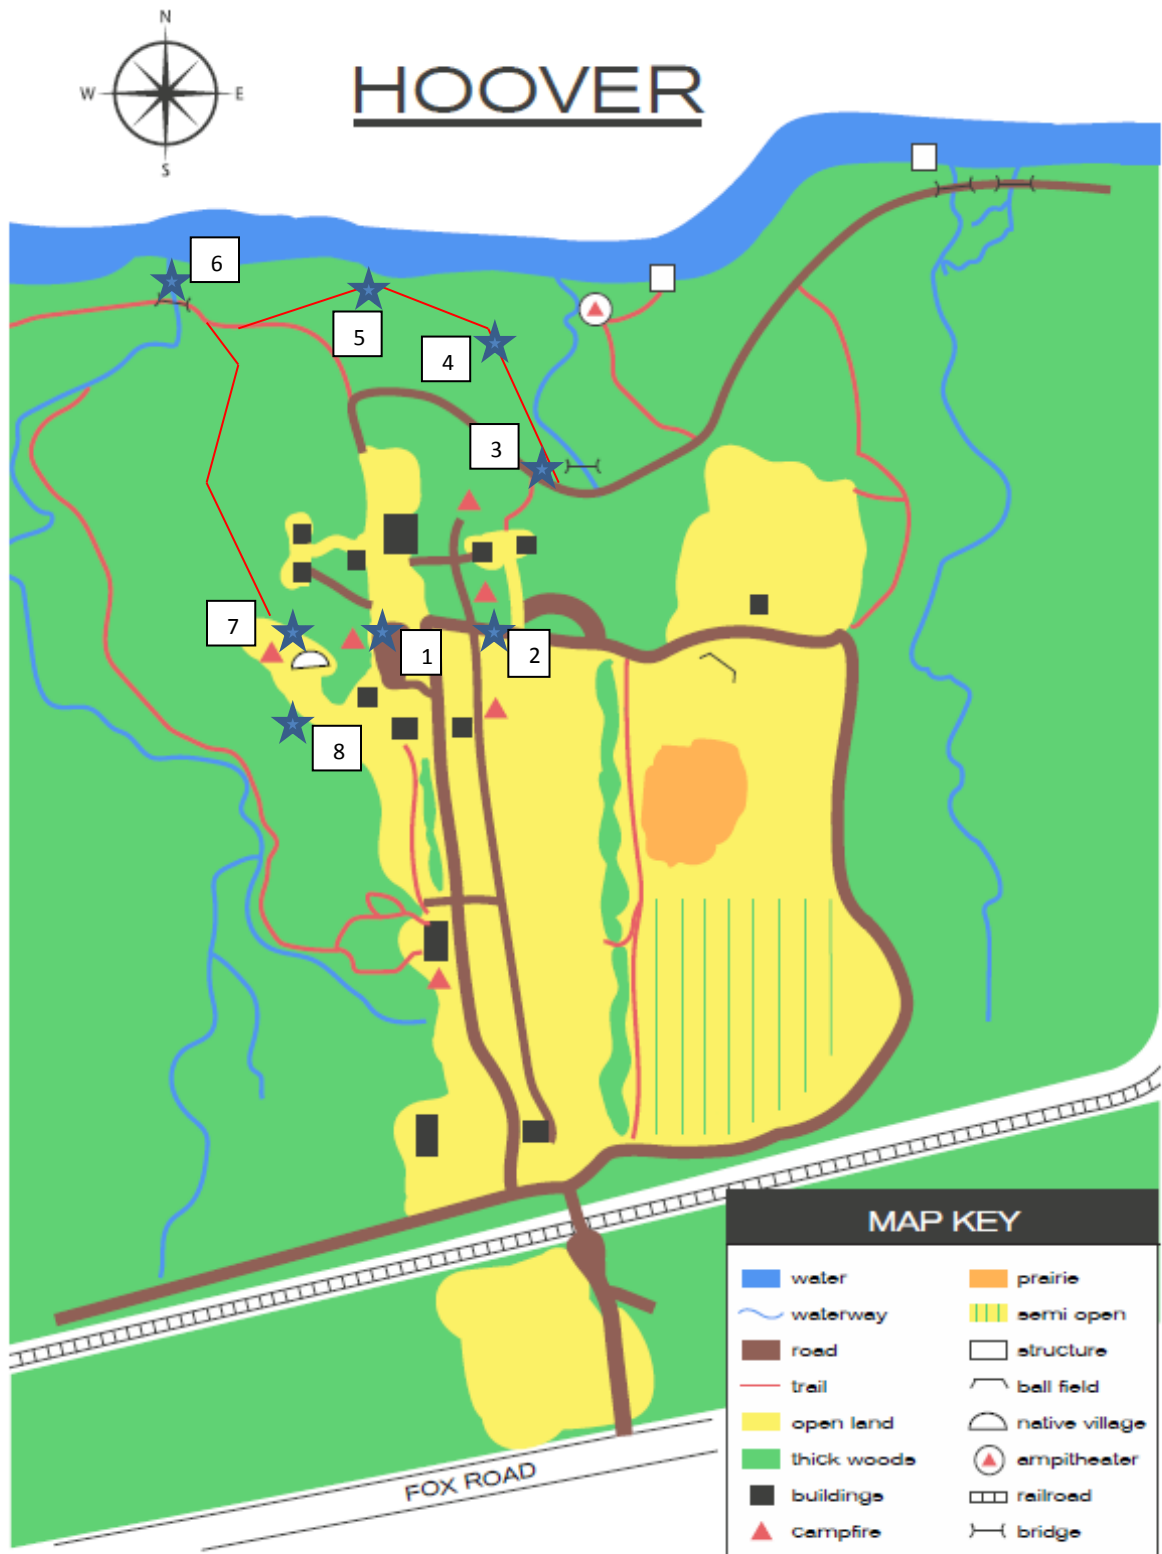 N
HOOVER
W E
S
6
5
4
3
7
1
2
8
MAP KEY
water prairie
waterway semi open
road structure
trail ball field
open land native village
thick woods ampitheater
buildings railroad
campfire bridge
FOX ROAD